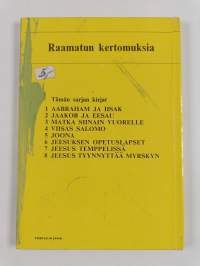 Raamatun kertomuksia
5
Tämän sarjan kirjat
1 AABRAHAM JA IISAK
2 JAAKOB JA EESAU
3 MATKA SIINAIN VUORELLE
4 VIISAS SALOMO
5 JOONA
6 JEESUKSEN OPETUSLAPSET
7 JEESUS TEMPPELISSÄ
8 JEESUS TYYNNYTTÄÄ MYRSKYN